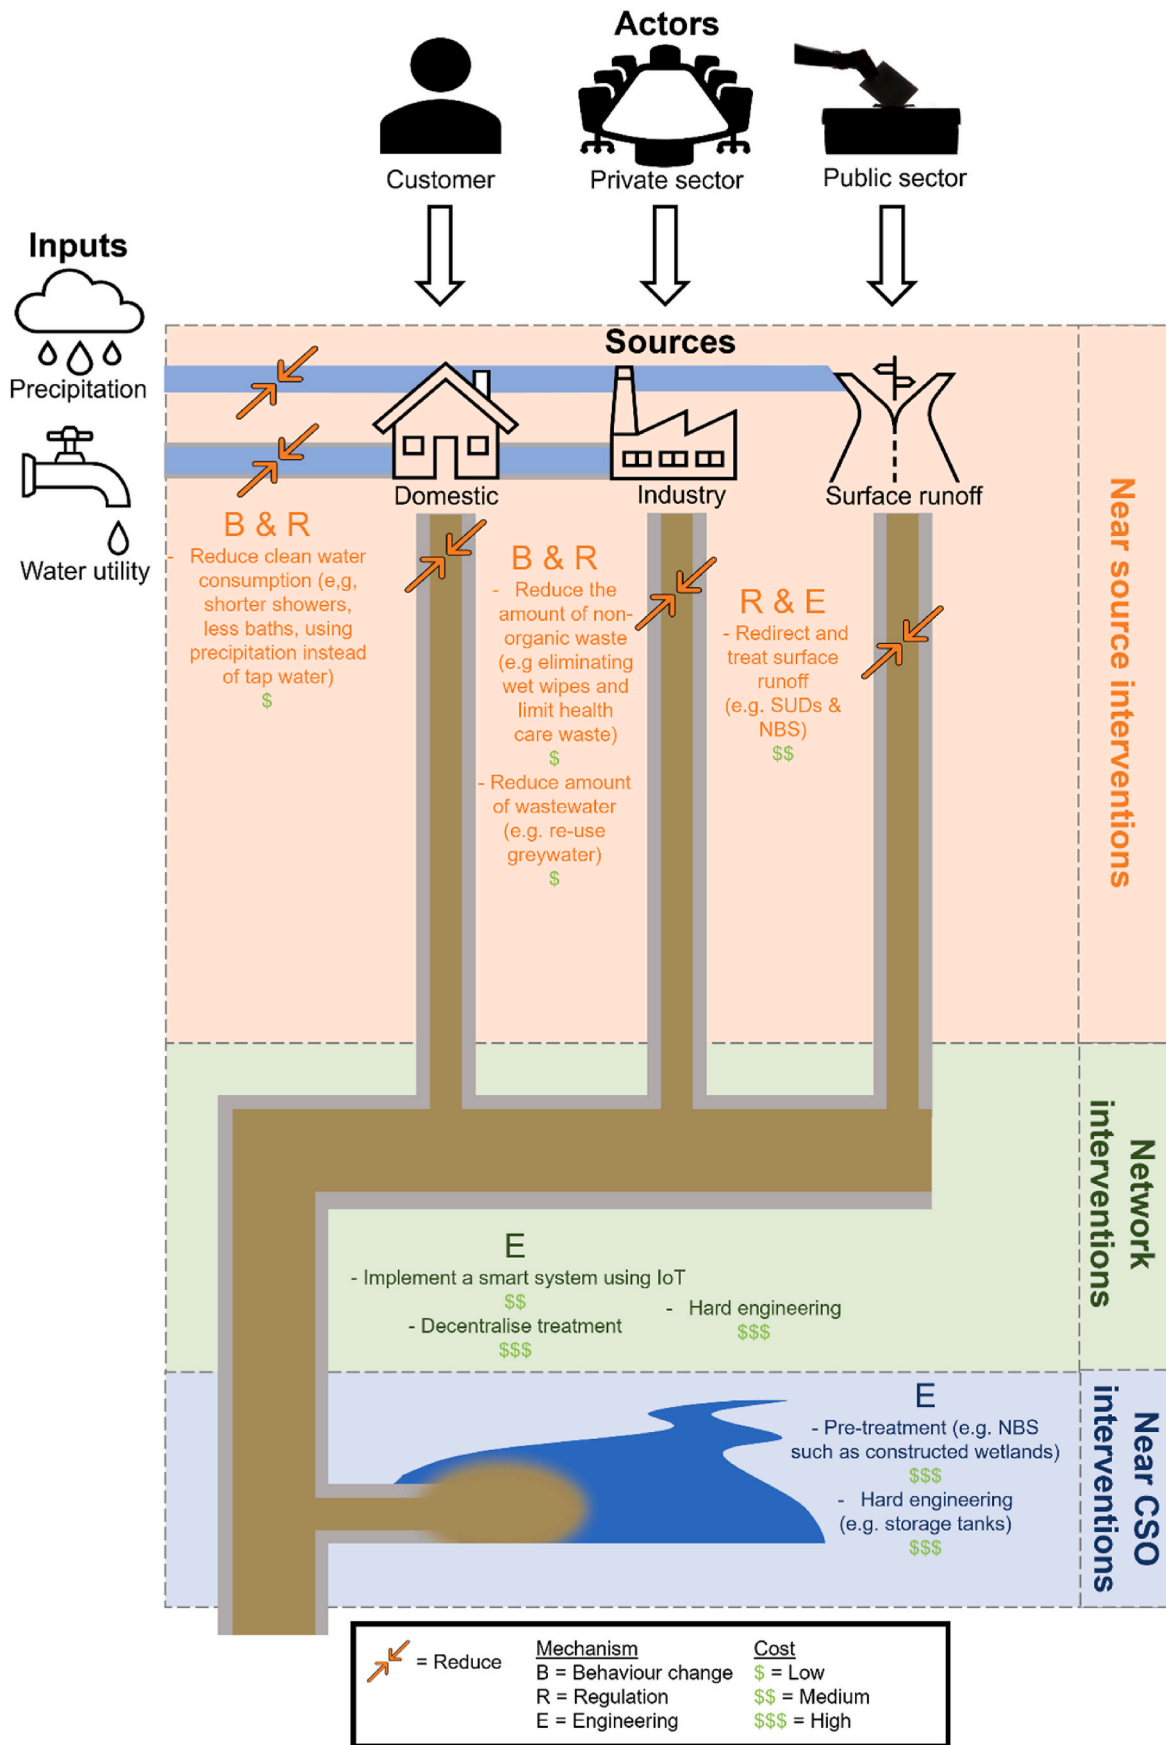 Actors
Customer
Private sector
Public sector
Inputs
Precipitation
Water utility
Sources
Domestic
Industry
Surface runoff
B & R
- Reduce clean water
consumption (e,g,
shorter showers,
less baths, using
precipitation instead
of tap water)
$
B & R
- Reduce the
amount of non-
organic waste
(e.g eliminating
wet wipes and
limit health
care waste)
$
- Reduce amount
of wastewater
(e.g. re-use
greywater)
$
R & E
- Redirect and
treat surface
runoff
(e.g. SUDs &
NBS)
$$
Near source interventions
E
- Implement a smart system using IoT
$$
- Decentralise treatment
$$$
- Hard engineering
$$$
Network
interventions
E
- Pre-treatment (e.g. NBS
such as constructed wetlands)
$$$
- Hard engineering
(e.g. storage tanks)
$$$
Near CSO
interventions
= Reduce
Mechanism
B = Behaviour change
R = Regulation
E = Engineering
Cost
$ = Low
$$ = Medium
$$$ = High